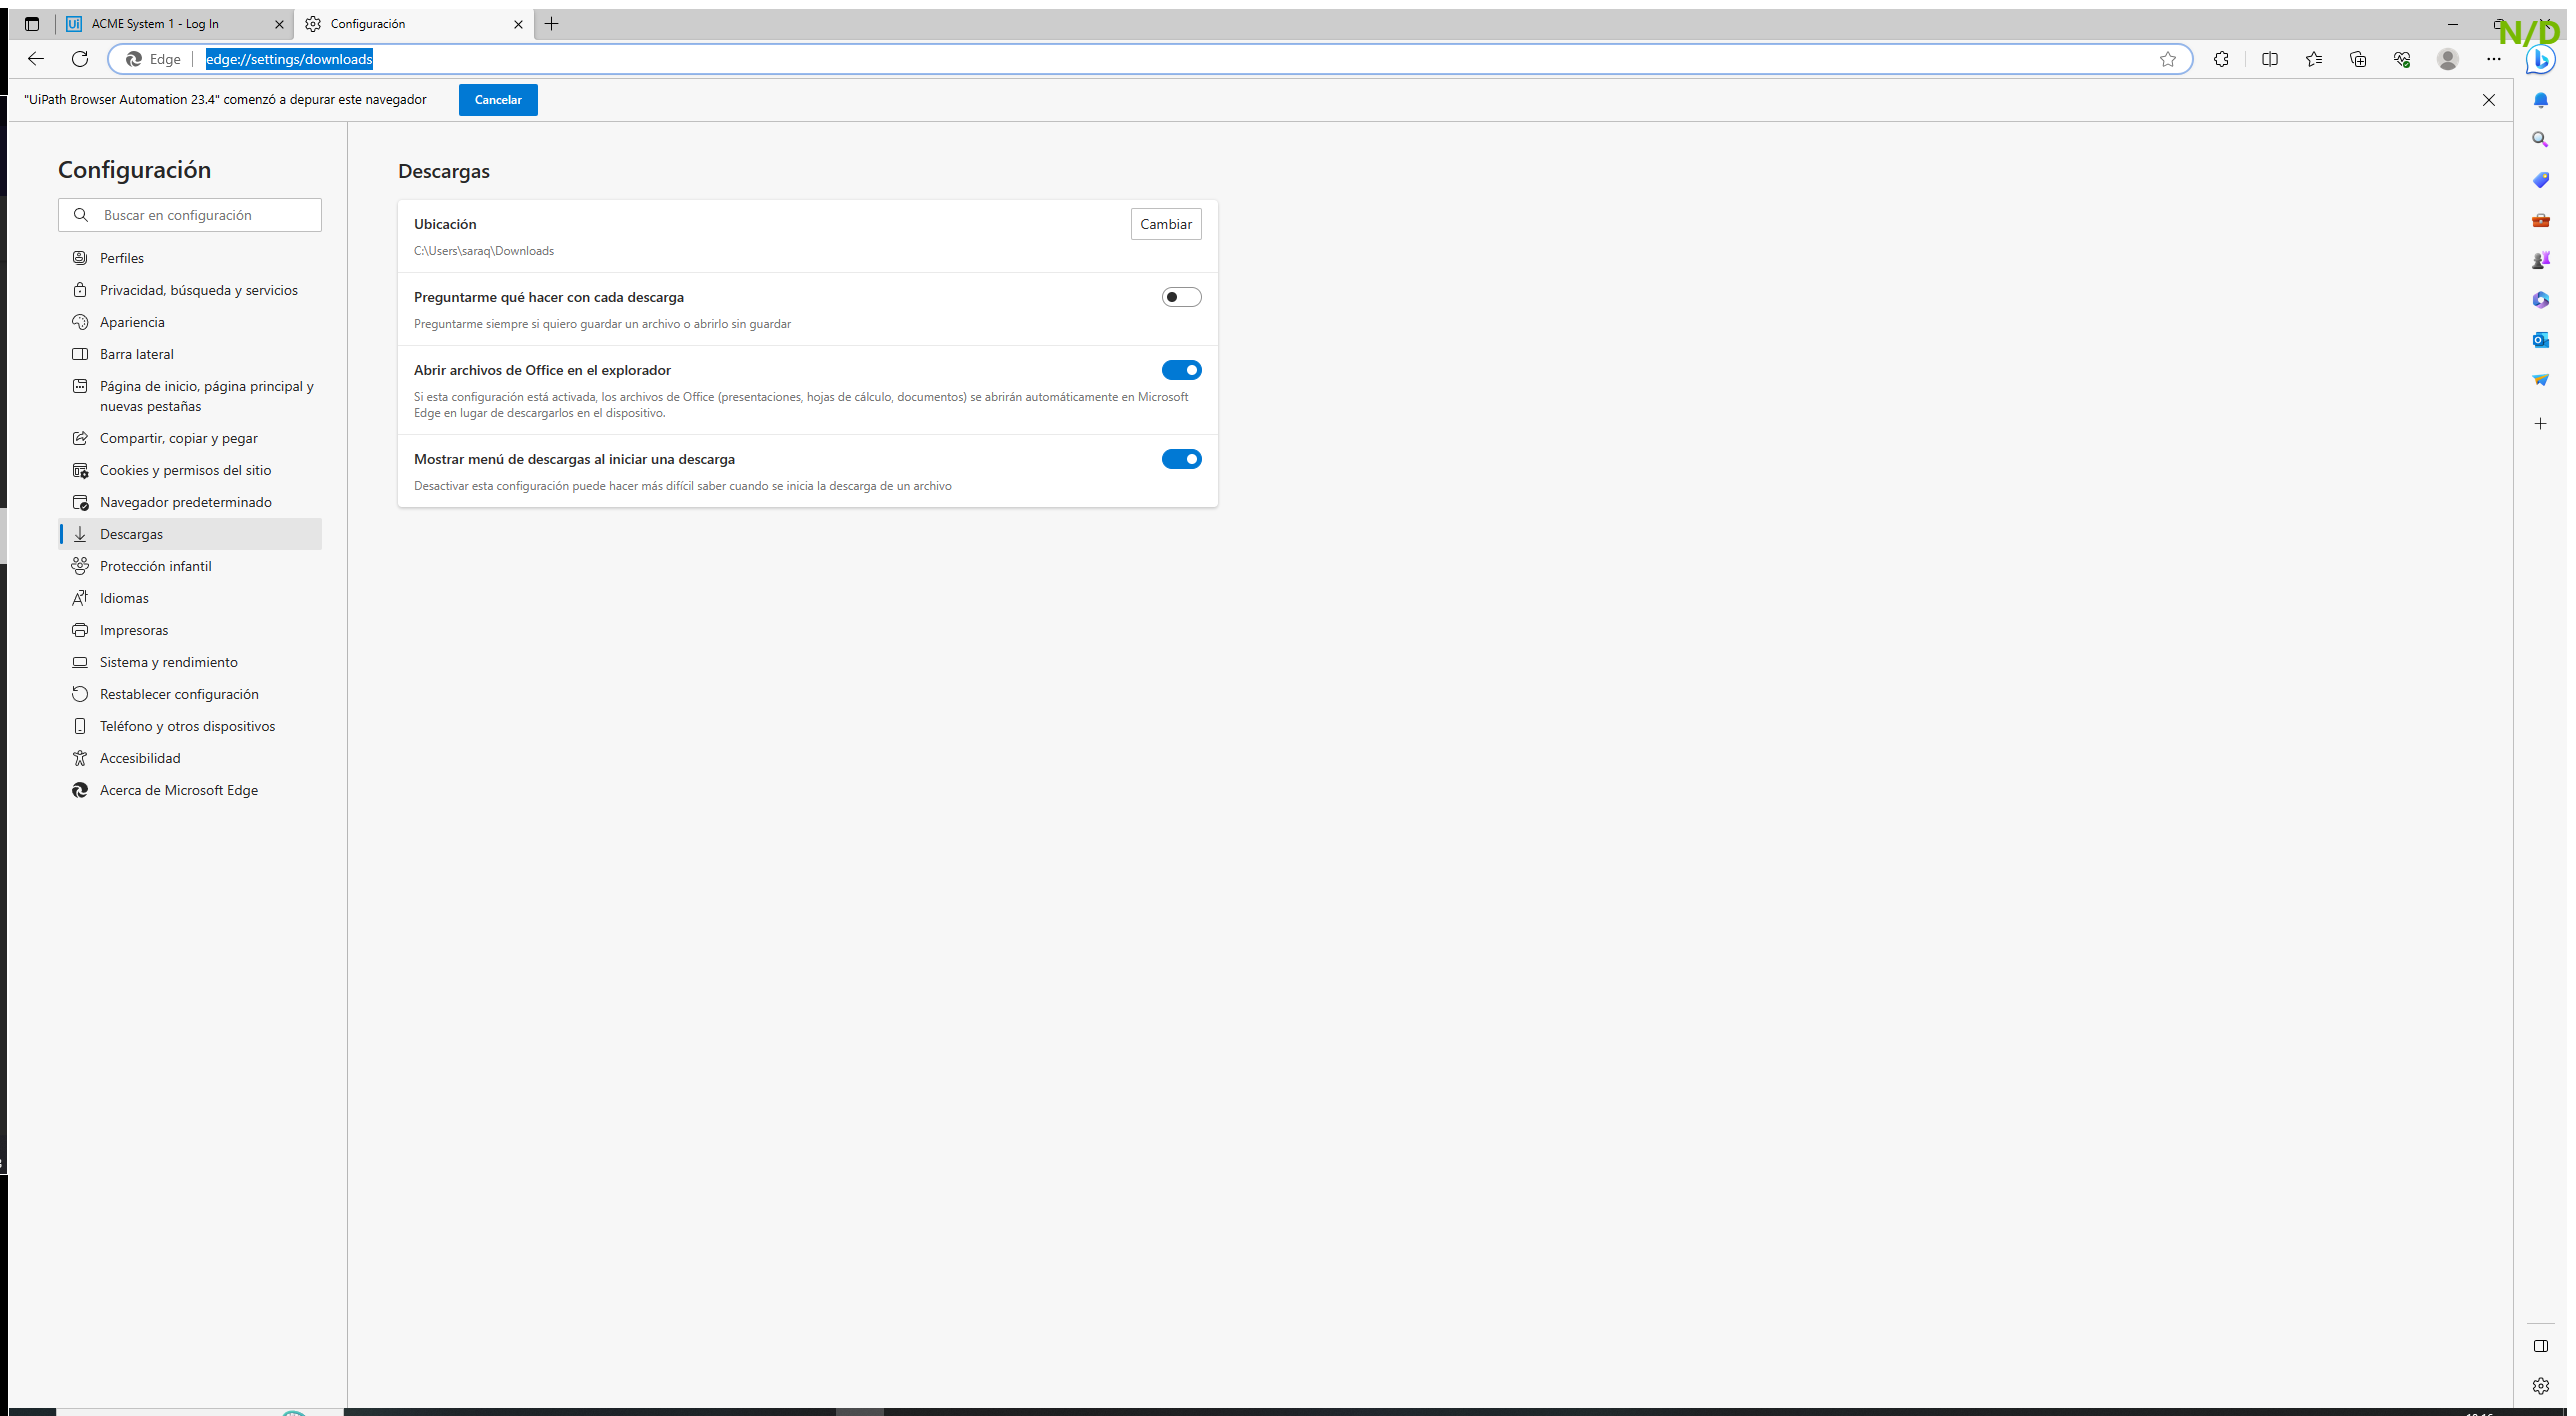 ACME System 1 - Log In
Configuración
N/D
Edge
edge://settings/downloads
"UiPath Browser Automation 23.4" comenzó a depurar este navegador
Cancelar
Configuración
Buscar en configuración
Perfiles
Privacidad, búsqueda y servicios
Apariencia
Barra lateral
Página de inicio, página principal y
nuevas pestañas
Compartir, copiar y pegar
Cookies y permisos del sitio
Navegador predeterminado
Descargas
Protección infantil
Idiomas
Impresoras
Sistema y rendimiento
Restablecer configuración
Teléfono y otros dispositivos
Accesibilidad
Acerca de Microsoft Edge
Descargas
Ubicación
Cambiar
C:\Users\saraq\Downloads
Preguntarme qué hacer con cada descarga
Preguntarme siempre si quiero guardar un archivo o abrirlo sin guardar
Abrir archivos de Office en el explorador
Si esta configuración está activada, los archivos de Office (presentaciones, hojas de cálculo, documentos) se abrirán automáticamente en Microsoft
Edge en lugar de descargarlos en el dispositivo.
Mostrar menú de descargas al iniciar una descarga
Desactivar esta configuración puede hacer más difícil saber cuando se inicia la descarga de un archivo